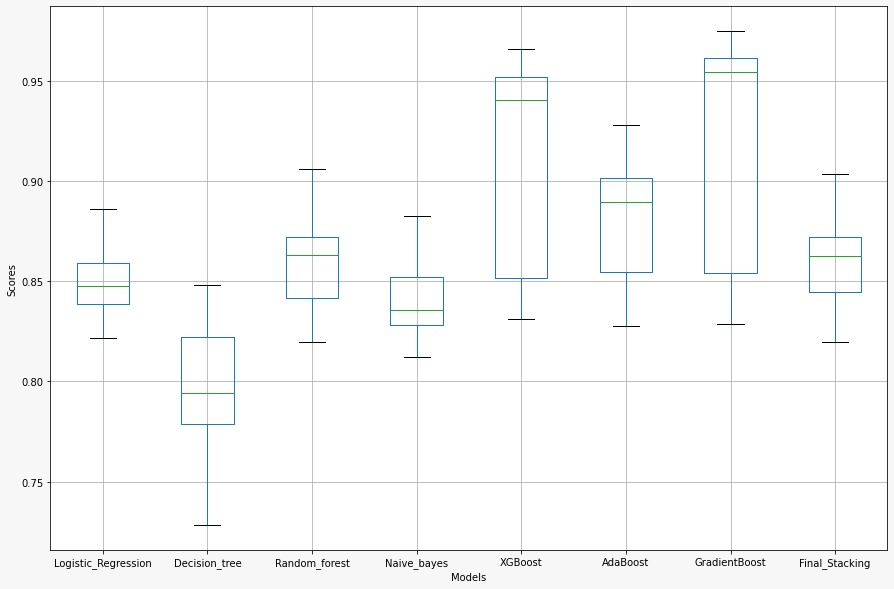 0.95
0.90
0.85
0.80
0.75
Scores
Logistic_Regression Decision_tree Random_forest Naive_bayes XGBoost AdaBoost GradientBoost Final_Stacking
Models